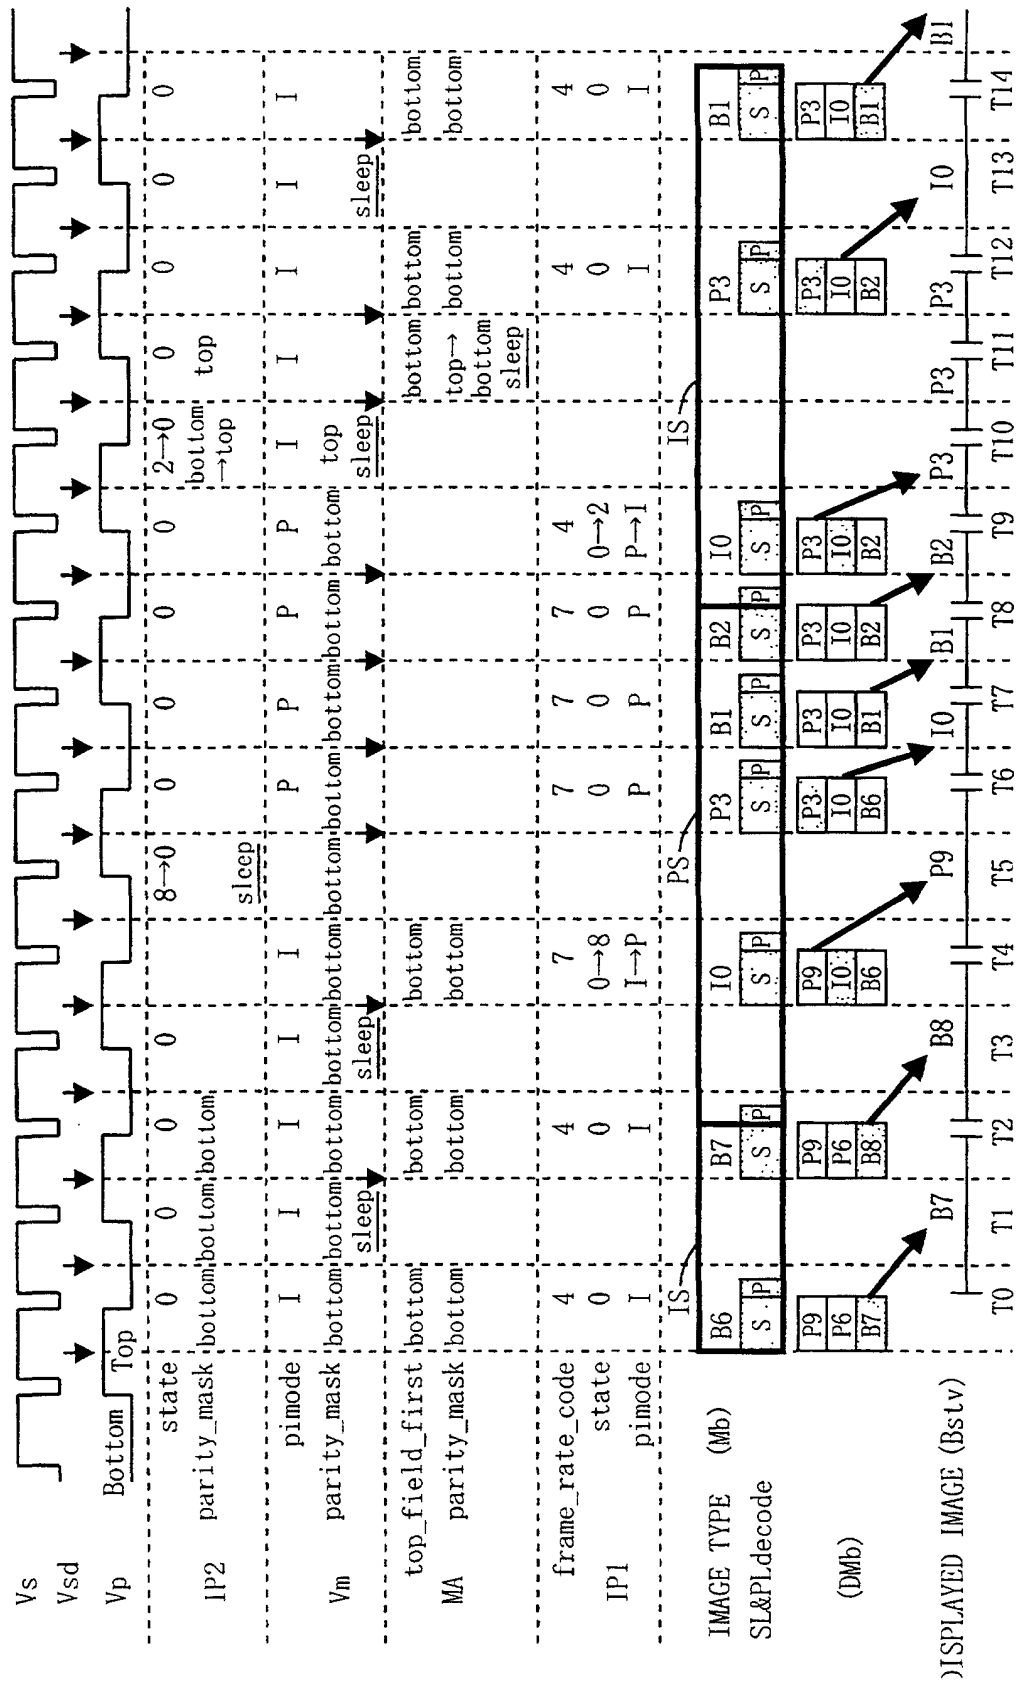 Vs
Vsd
Vp Bottom Top
state 0 0 0 0 8→0 0 0 0 0 2→0 0 0 0 0
IP2 parity_mask bottom bottom bottom bottom →top top
sleep
pimode I I I I I P P P P I I I I I
Vm parity_mask bottom bottom bottom bottom bottom bottom bottom bottom bottom bottom top
sleep sleep sleep sleep
top_field_first bottom bottom bottom bottom bottom bottom
MA parity_mask bottom bottom bottom top→ bottom bottom bottom
sleep
frame_rate_code 4 4 7 7 7 7 4 4 4
IP1 state 0 0 0→8 0 0 0 0→2 0 0
pimode I I I→P P P P P→I I I
IS PS IS
IMAGE TYPE (Mb) B6 B7 I0 P3 B1 B2 I0 P3 B1
SL&PLdecode S P S P S P S P S P S P S P S P S P
P9 P9 P9 P3 P3 P3 P3 P3 P3
(DMb) P6 P6 I0 I0 I0 I0 I0 I0 I0
B7 B8 B6 B6 B1 B2 B2 B2 B1
)ISPLAYED IMAGE (Bstv) B7 B8 P9 I0 B1 B2 P3 P3 P3 I0 B1
T0 T1 T2 T3 T4 T5 T6 T7 T8 T9 T10 T11 T12 T13 T14